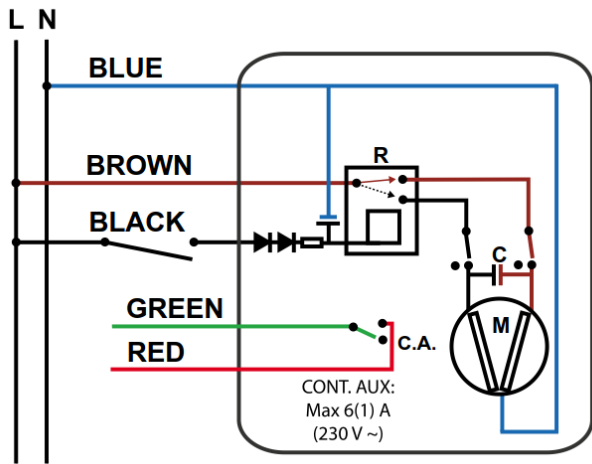 L N
BLUE
BROWN
R
BLACK
C
GREEN
M
C.A.
RED
CONT. AUX:
Max 6(1) A
(230 V ~)